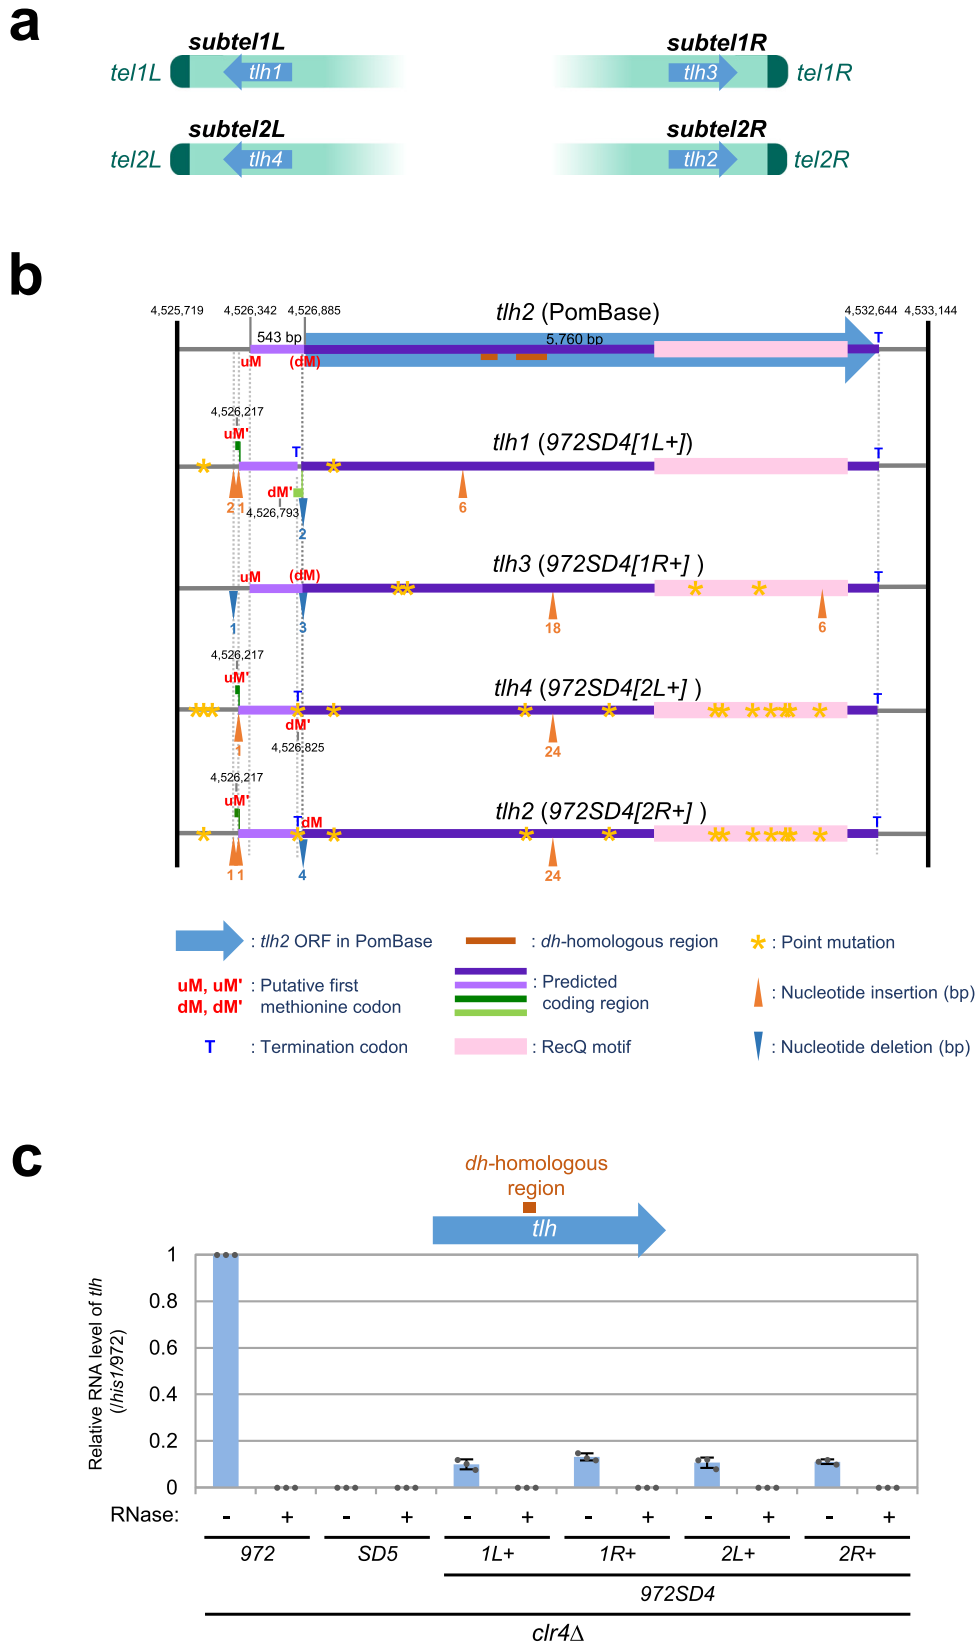 a
subtel1L
subtel1R
tel1L
tlh1
tlh3
tel1R
subtel2L
subtel2R
tel2L
tlh4
tlh2
tel2R
b
4,525,719
4,526,342
4,526,885
tlh2 (PomBase)
4,532,644
4,533,144
543 bp
5,760 bp
T
uM
(dM)
4,526,217
uM'
T
tlh1 (972SD4[1L+])
T
* *
2 1
dM'
4,526,793
2
6
uM
(dM)
tlh3 (972SD4[1R+] )
T
** * *
1
3
18
6
4,526,217
uM'
T
tlh4 (972SD4[2L+] )
T
*** * * * * ** * * ** *
1
dM'
4,526,825
24
4,526,217
uM'
T
dM
tlh2 (972SD4[2R+] )
T
* * * * * ** * * ** *
1 1
4
24
: tlh2 ORF in PomBase
: dh-homologous region
* : Point mutation
uM, uM' : Putative first
dM, dM' methionine codon
: Predicted
coding region
: Nucleotide insertion (bp)
T : Termination codon
: RecQ motif
: Nucleotide deletion (bp)
c
dh-homologous
region
tlh
Relative RNA level of tlh
(/his1/972)
1
0.8
0.6
0.4
0.2
0
RNase: - + - + - + - + - + - +
972 SD5 1L+ 1R+ 2L+ 2R+
972SD4
clr4Δ